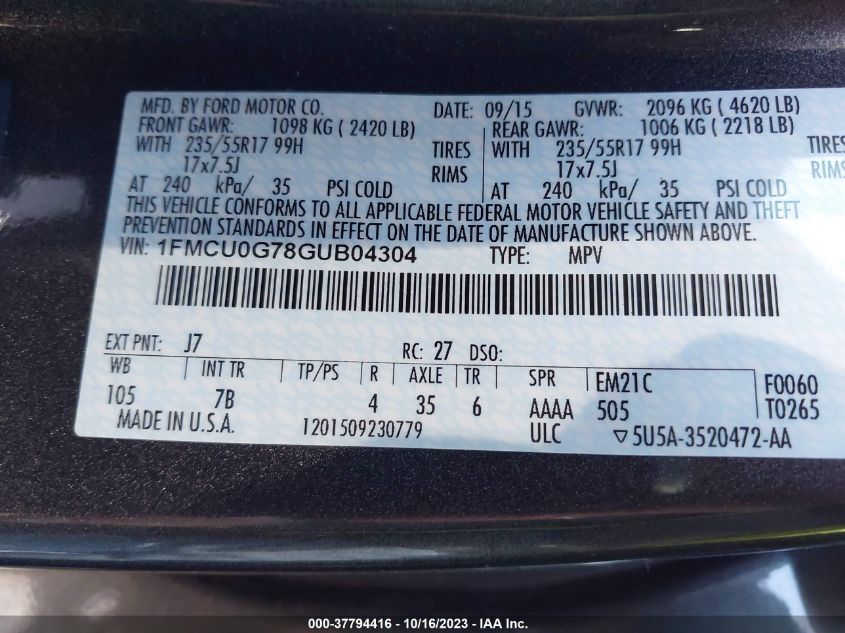 MFD. BY FORD MOTOR CO. DATE: 09/15 GVWR: 2096 KG ( 4620 LB)
FRONT GAWR: 1098 KG ( 2420 LB) REAR GAWR: 1006 KG ( 2218 LB)
WITH 235/55R17 99H TIRES WITH 235/55R17 99H TIRES
17x7.5J RIMS 17x7.5J RIMS
AT 240 kPa/ 35 PSI COLD AT 240 kPa/ 35 PSI COLD
THIS VEHICLE CONFORMS TO ALL APPLICABLE FEDERAL MOTOR VEHICLE SAFETY AND THEFT
PREVENTION STANDARDS IN EFFECT ON THE DATE OF MANUFACTURE SHOWN ABOVE.
VIN: 1FMCU0G78GUB04304 TYPE: MPV
EXT PNT: J7 RC: 27 DSO:
WB INT TR TP/PS R AXLE TR SPR EM21C F0060
105 7B 4 35 6 AAAA 505 T0265
MADE IN U.S.A. 1201509230779 ULC ▽5U5A-3520472-AA
000-37794416 - 10/16/2023 - IAA Inc.